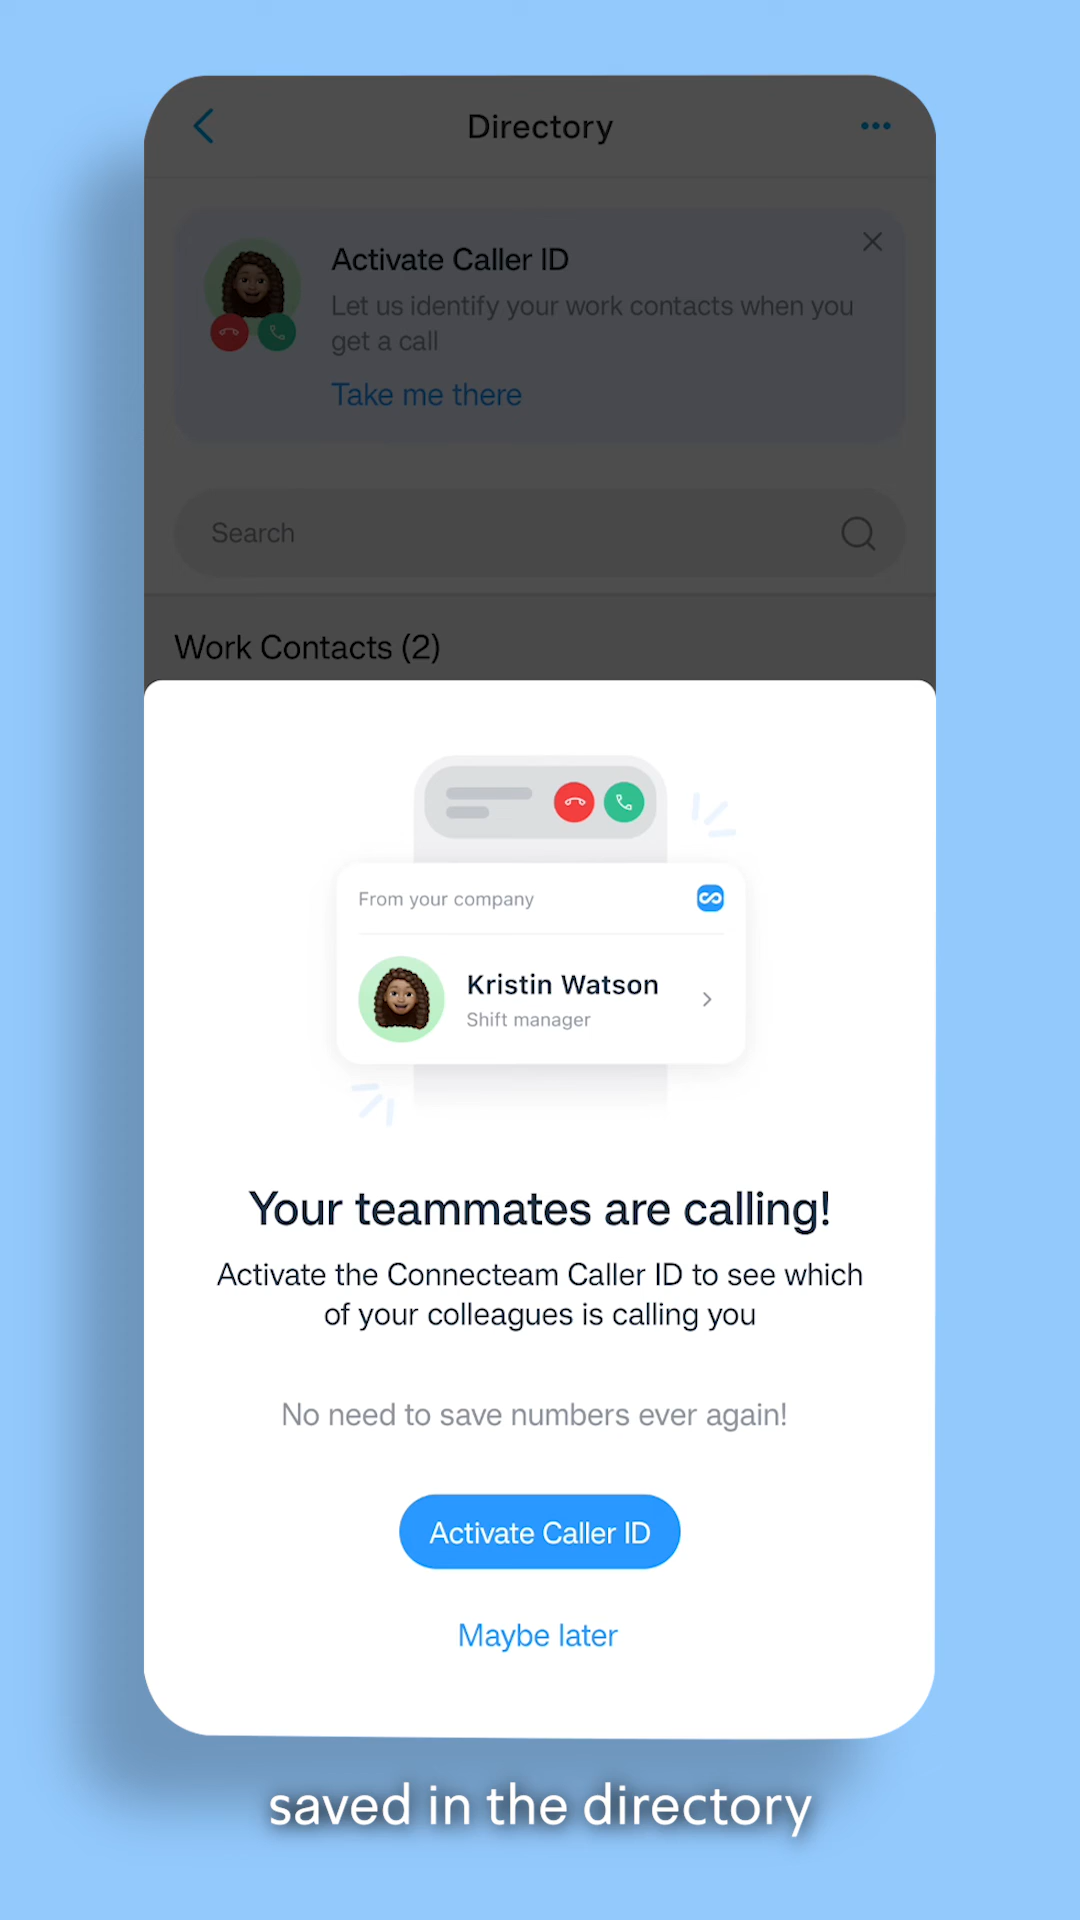 Directory
Activate Caller ID
Let us identify your work contacts when you
get a call
Take me there
Search
Work Contacts (2)
From your company
Kristin Watson
Shift manager
Your teammates are calling!
Activate the Connecteam Caller ID to see which
of your colleagues is calling you
No need to save numbers ever again!
Activate Caller ID
Maybe later
saved in the directory